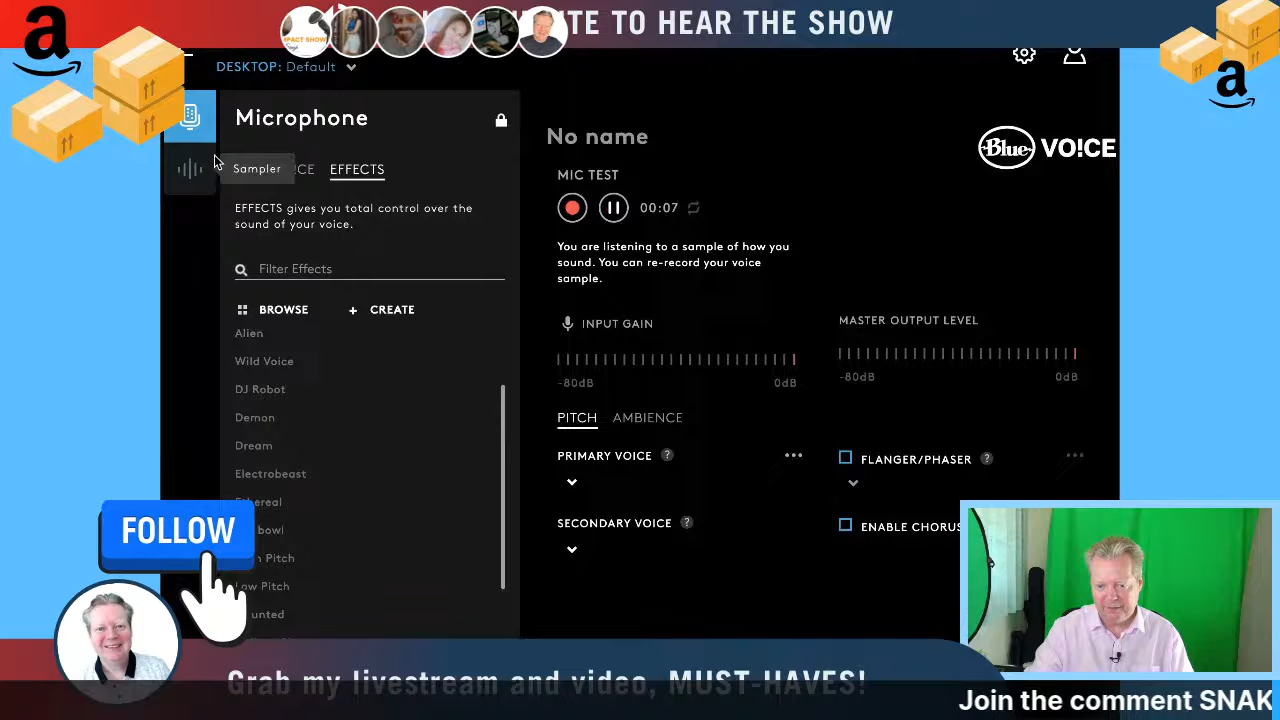 TO HEAR THE SHOW
DESKTOP: Default
Microphone
Sampler
EFFECTS
EFFECTS gives you total control over the
sound of your voice.
Filter Effects
BROWSE
+ CREATE
Alien
Wild Voice
DJ Robot
Demon
Dream
Electrobeast
Ethereal
bowl
Pitch
Low Pitch
No name
Blue VO!CE
MIC TEST
00:07
You are listening to a sample of how you
sound. You can re-record your voice
sample.
INPUT GAIN
-80dB 0dB
MASTER OUTPUT LEVEL
-80dB 0dB
PITCH AMBIENCE
PRIMARY VOICE ?
SECONDARY VOICE ?
FLANGER/PHASER ?
ENABLE CHORUS
FOLLOW
Grab my livestream and video, MUST-HAVES!
Join the comment SNAK